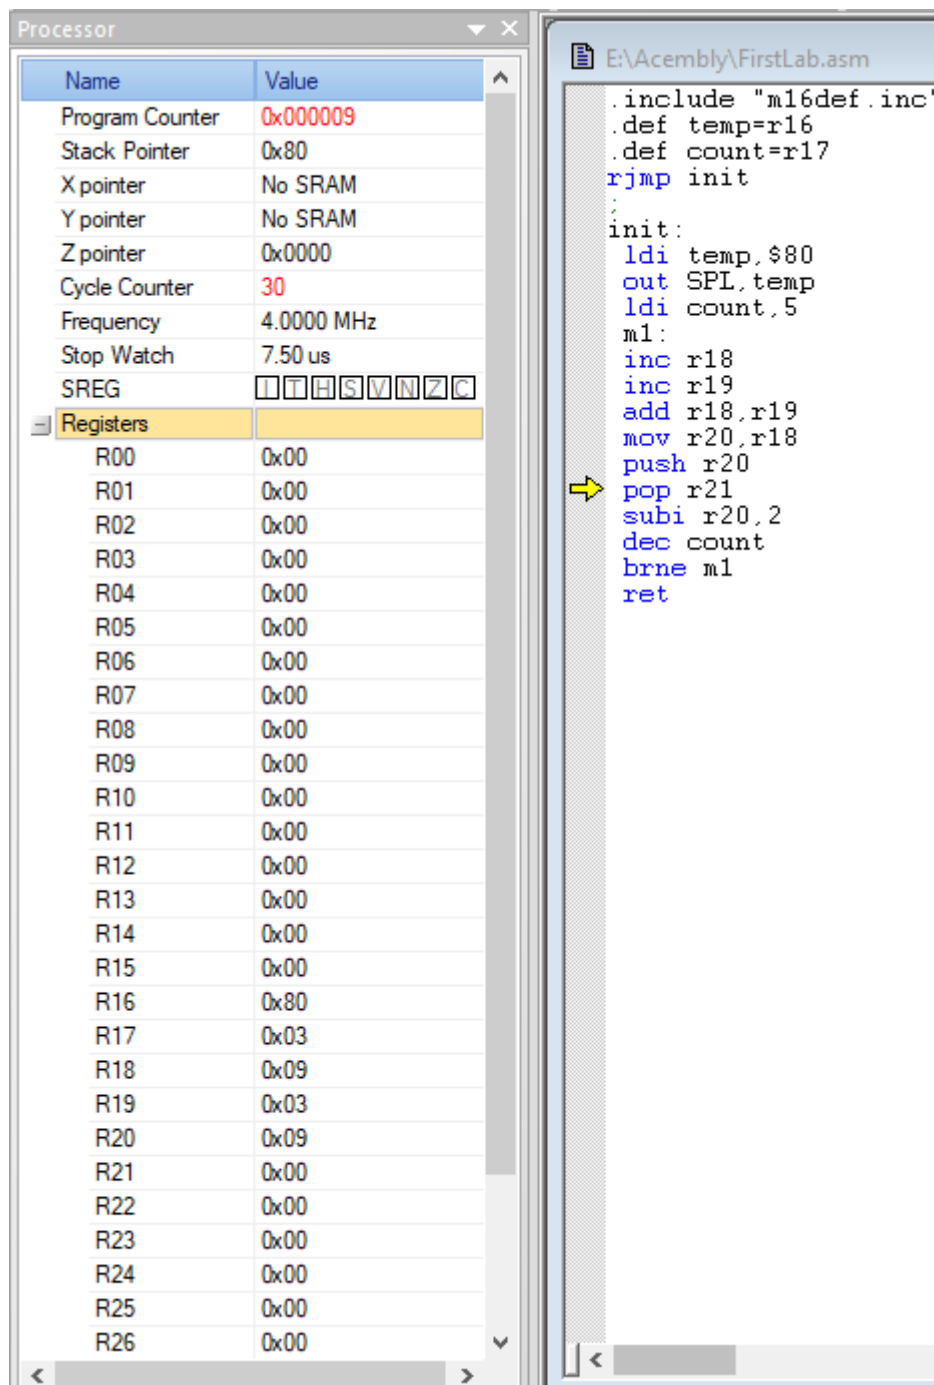 Processor
Name Value
Program Counter 0x000009
Stack Pointer 0x80
X pointer No SRAM
Y pointer No SRAM
Z pointer 0x0000
Cycle Counter 30
Frequency 4.0000 MHz
Stop Watch 7.50 us
SREG I T H S V N Z C
Registers
R00 0x00
R01 0x00
R02 0x00
R03 0x00
R04 0x00
R05 0x00
R06 0x00
R07 0x00
R08 0x00
R09 0x00
R10 0x00
R11 0x00
R12 0x00
R13 0x00
R14 0x00
R15 0x00
R16 0x80
R17 0x03
R18 0x09
R19 0x03
R20 0x09
R21 0x00
R22 0x00
R23 0x00
R24 0x00
R25 0x00
R26 0x00
E:\Acembly\FirstLab.asm
.include "m16def.inc"
.def temp=r16
.def count=r17
rjmp init
;
init:
ldi temp,$80
out SPL,temp
ldi count,5
m1:
inc r18
inc r19
add r18,r19
mov r20,r18
push r20
pop r21
subi r20,2
dec count
brne m1
ret